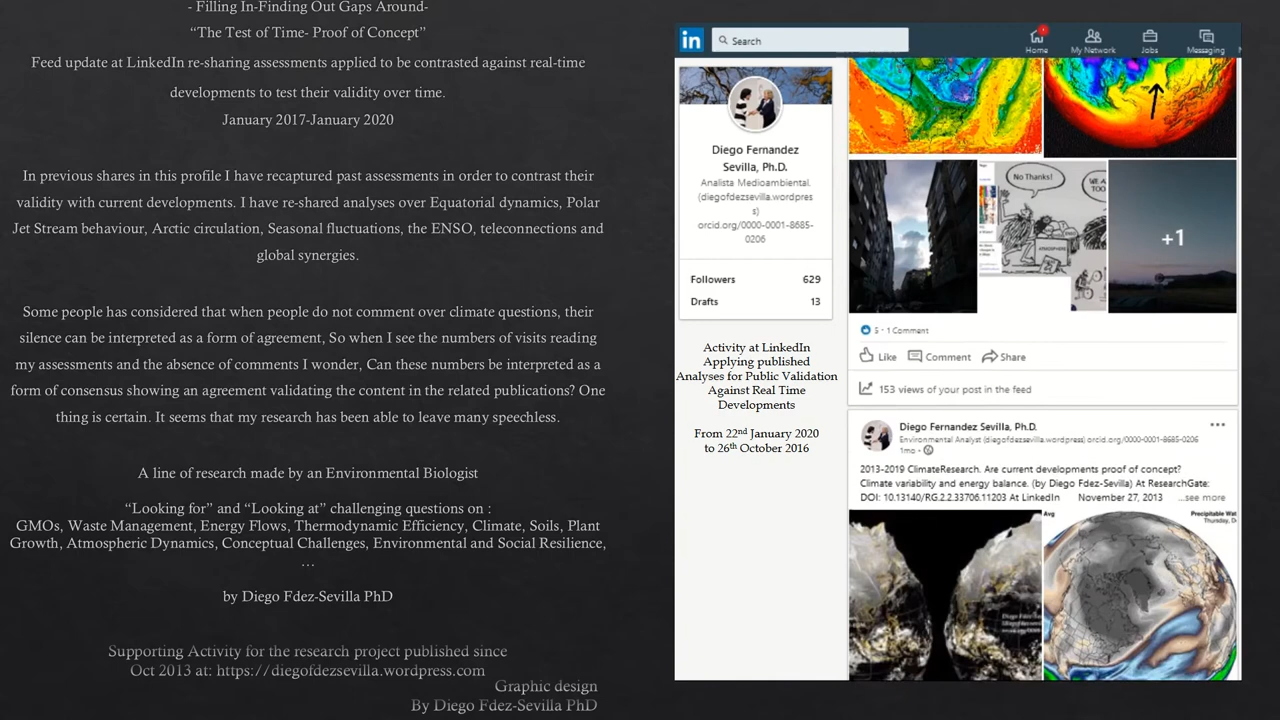 - Filling In-Finding Out Gaps Around-
“The Test of Time- Proof of Concept”
Feed update at LinkedIn re-sharing assessments applied to be contrasted against real-time
developments to test their validity over time.
January 2017-January 2020
In previous shares in this profile I have recaptured past assessments in order to contrast their
validity with current developments. I have re-shared analyses over Equatorial dynamics, Polar
Jet Stream behaviour, Arctic circulation, Seasonal fluctuations, the ENSO, teleconnections and
global synergies.
Some people has considered that when people do not comment over climate questions, their
silence can be interpreted as a form of agreement, So when I see the numbers of visits reading
my assessments and the absence of comments I wonder, Can these numbers be interpreted as a
form of consensus showing an agreement validating the content in the related publications? One
thing is certain. It seems that my research has been able to leave many speechless.
A line of research made by an Environmental Biologist
“Looking for” and “Looking at” challenging questions on :
GMOs, Waste Management, Energy Flows, Thermodynamic Efficiency, Climate, Soils, Plant
Growth, Atmospheric Dynamics, Conceptual Challenges, Environmental and Social Resilience,
…
by Diego Fdez-Sevilla PhD
Supporting Activity for the research project published since
Oct 2013 at: https://diegofdezsevilla.wordpress.com
Graphic design
By Diego Fdez-Sevilla PhD
in
Search
Home
My Network
Jobs
Messaging
Diego Fernandez
Sevilla, Ph.D.
Analista Medioambiental.
(diegofdezsevilla.wordpres
s)
orcid.org/0000-0001-8685-
0206
Followers 629
Drafts 13
Activity at LinkedIn
Applying published
Analyses for Public Validation
Against Real Time
Developments
From 22nd January 2020
to 26th October 2016
No Thanks!
WE A
TOO
ATMOSPHERE
+1
5 · 1 Comment
Like Comment Share
153 views of your post in the feed
Diego Fernandez Sevilla, Ph.D.
Environmental Analyst (diegofdezsevilla.wordpress) orcid.org/0000-0001-8685-0206
1mo
2013-2019 ClimateResearch. Are current developments proof of concept?
Climate variability and energy balance. (by Diego Fdez-Sevilla) At ResearchGate:
DOI: 10.13140/RG.2.2.33706.11203 At LinkedIn November 27, 2013 ...see more
Avg
Precipitable Wat
Thursday, D